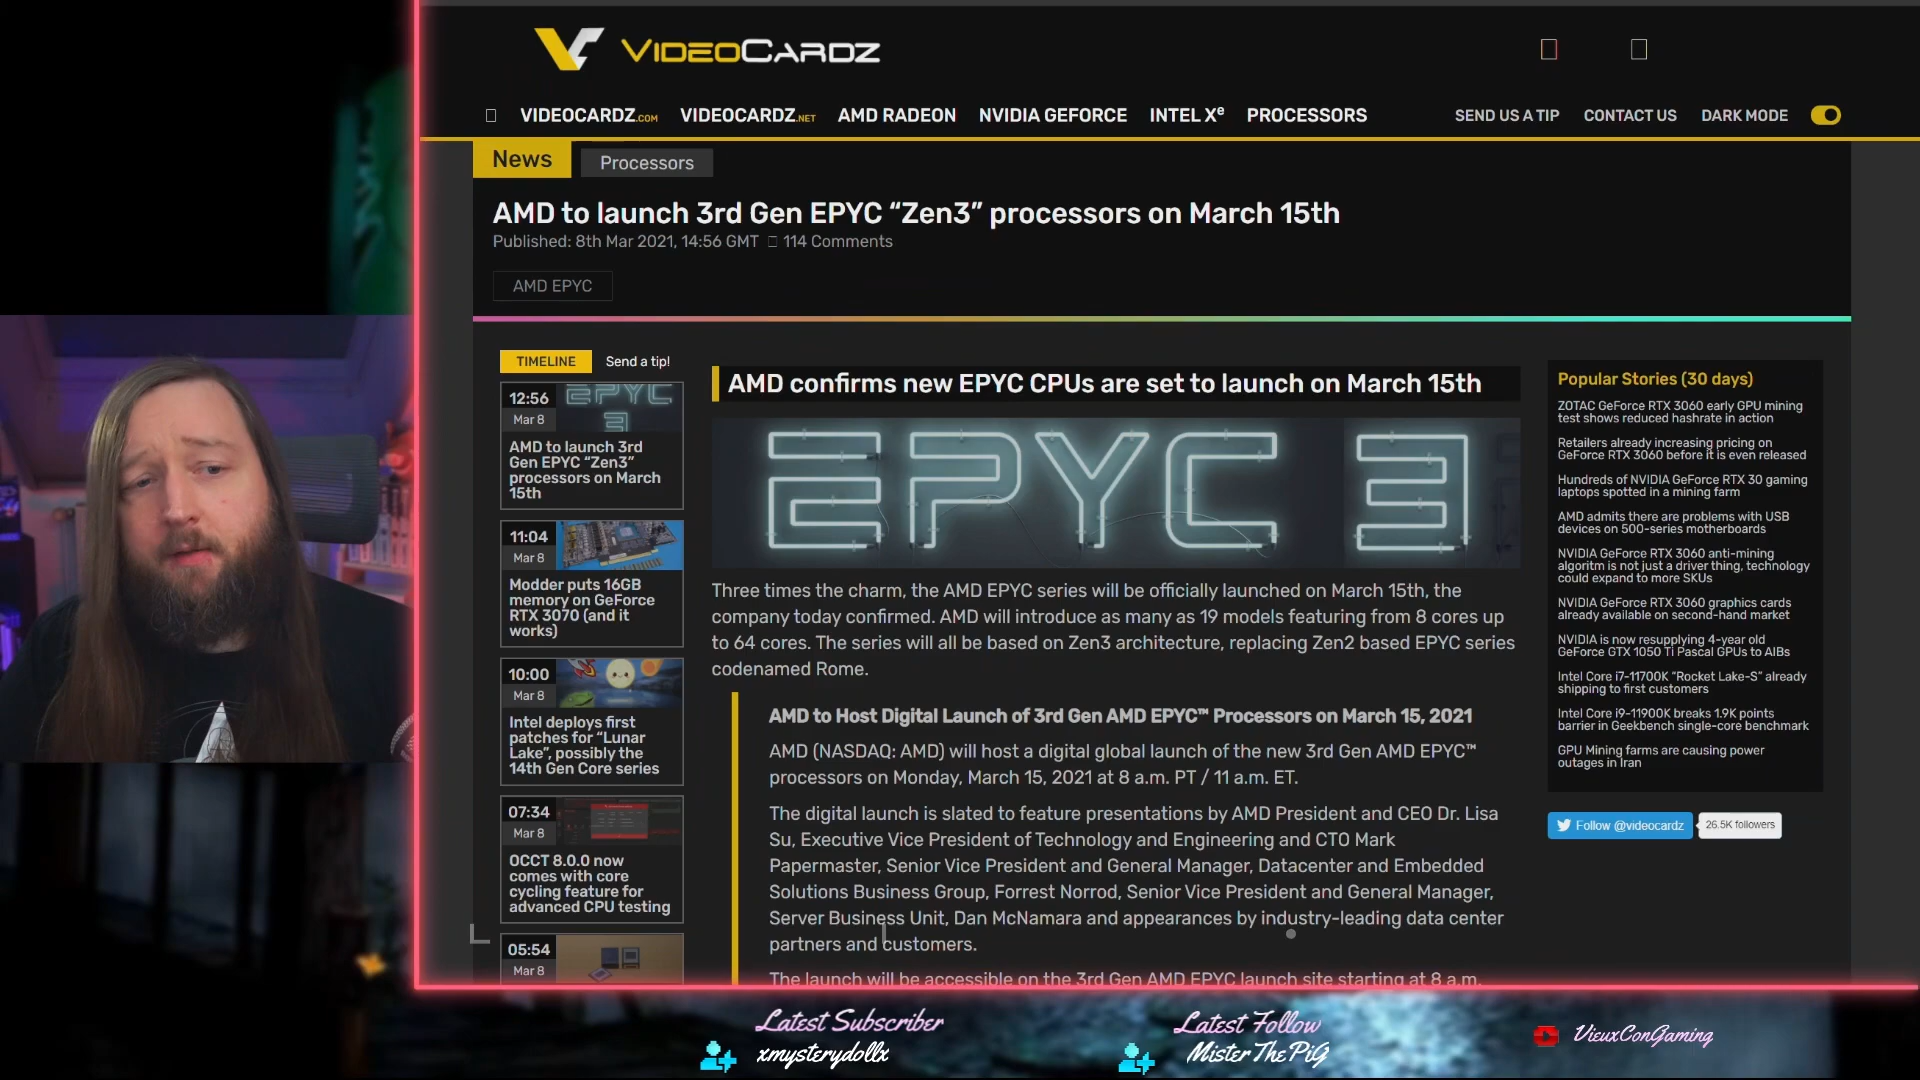 VIDEOCARDZ
VIDEOCARDZ.COM VIDEOCARDZ.NET AMD RADEON NVIDIA GEFORCE INTEL Xᵉ PROCESSORS SEND US A TIP CONTACT US DARK MODE
News Processors
AMD to launch 3rd Gen EPYC “Zen3” processors on March 15th
Published: 8th Mar 2021, 14:56 GMT 114 Comments
AMD EPYC
TIMELINE Send a tip!
12:56
Mar 8
EPYC
3
AMD to launch 3rd
Gen EPYC “Zen3”
processors on March
15th
11:04
Mar 8
Modder puts 16GB
memory on GeForce
RTX 3070 (and it
works)
10:00
Mar 8
Intel deploys first
patches for “Lunar
Lake”, possibly the
14th Gen Core series
07:34
Mar 8
OCCT 8.0.0 now
comes with core
cycling feature for
advanced CPU testing
05:54
Mar 8
AMD confirms new EPYC CPUs are set to launch on March 15th
EPYC 3
Three times the charm, the AMD EPYC series will be officially launched on March 15th, the
company today confirmed. AMD will introduce as many as 19 models featuring from 8 cores up
to 64 cores. The series will all be based on Zen3 architecture, replacing Zen2 based EPYC series
codenamed Rome.
AMD to Host Digital Launch of 3rd Gen AMD EPYC™ Processors on March 15, 2021
AMD (NASDAQ: AMD) will host a digital global launch of the new 3rd Gen AMD EPYC™
processors on Monday, March 15, 2021 at 8 a.m. PT / 11 a.m. ET.
The digital launch is slated to feature presentations by AMD President and CEO Dr. Lisa
Su, Executive Vice President of Technology and Engineering and CTO Mark
Papermaster, Senior Vice President and General Manager, Datacenter and Embedded
Solutions Business Group, Forrest Norrod, Senior Vice President and General Manager,
Server Business Unit, Dan McNamara and appearances by industry-leading data center
partners and customers.
The launch will be accessible on the 3rd Gen AMD EPYC launch site starting at 8 a.m.
Popular Stories (30 days)
ZOTAC GeForce RTX 3060 early GPU mining
test shows reduced hashrate in action
Retailers already increasing pricing on
GeForce RTX 3060 before it is even released
Hundreds of NVIDIA GeForce RTX 30 gaming
laptops spotted in a mining farm
AMD admits there are problems with USB
devices on 500-series motherboards
NVIDIA GeForce RTX 3060 anti-mining
algoritm is not just a driver thing, technology
could expand to more SKUs
NVIDIA GeForce RTX 3060 graphics cards
already available on second-hand market
NVIDIA is now resupplying 4-year old
GeForce GTX 1050 Ti Pascal GPUs to AIBs
Intel Core i7-11700K “Rocket Lake-S” already
shipping to first customers
Intel Core i9-11900K breaks 1.9K points
barrier in Geekbench single-core benchmark
GPU Mining farms are causing power
outages in Iran
Follow @videocardz 26.5K followers
Latest Subscriber
xmysterydollx
Latest Follow
MisterThePiG
VieuxConGaming